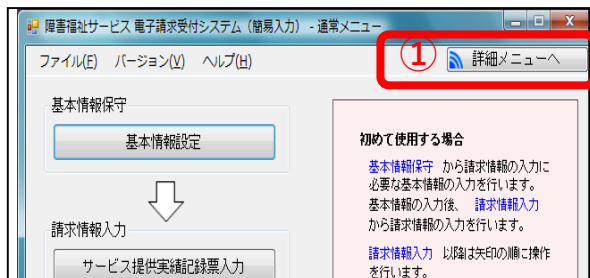 障害福祉サービス 電子請求受付システム（簡易入力） - 通常メニュー
ファイル(F) バージョン(V) ヘルプ(H)
① 詳細メニューへ
基本情報保守
基本情報設定
請求情報入力
サービス提供実績記録票入力
初めて使用する場合
基本情報保守 から請求情報の入力に
必要な基本情報の入力を行います。
基本情報の入力後、 請求情報入力
から請求情報の入力を行います。
請求情報入力 以降は矢印の順に操作
を行います。